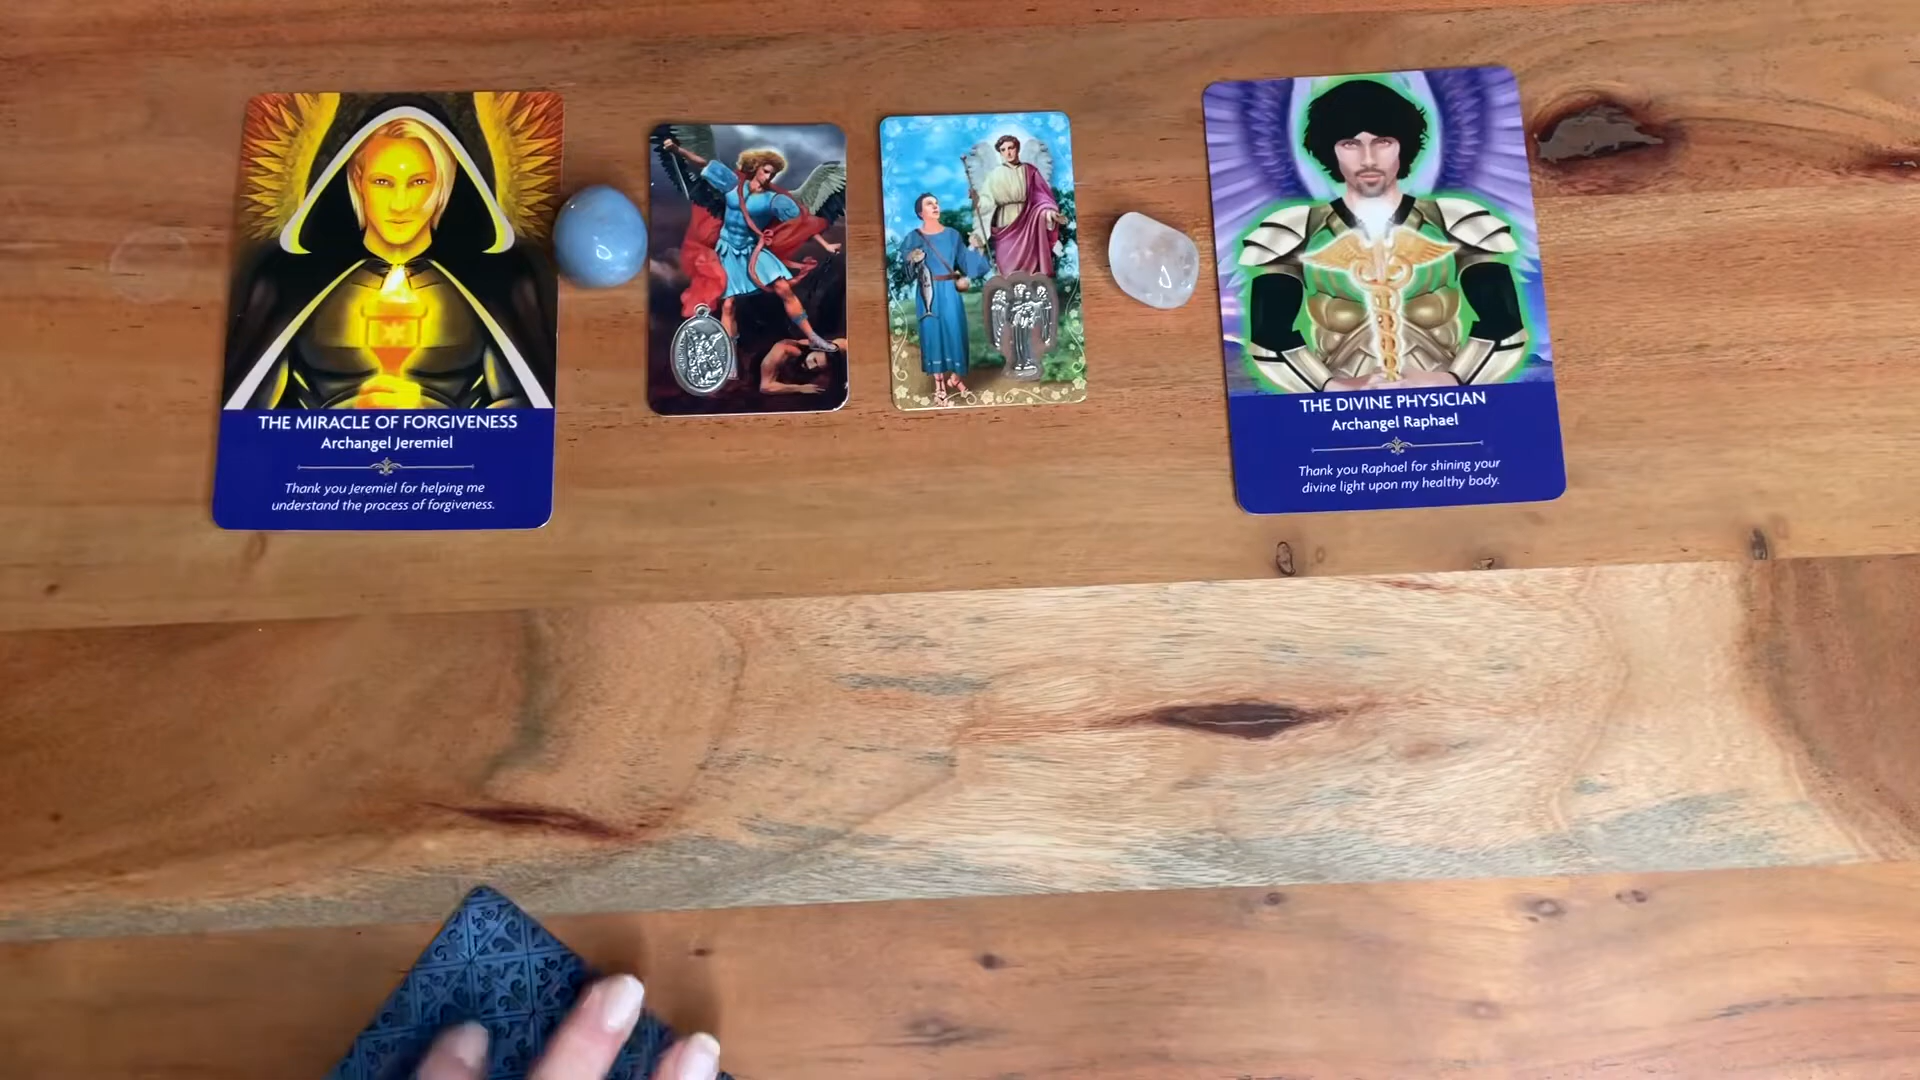 THE MIRACLE OF FORGIVENESS
Archangel Jeremiel
Thank you Jeremiel for helping me
understand the process of forgiveness.
THE DIVINE PHYSICIAN
Archangel Raphael
Thank you Raphael for shining your
divine light upon my healthy body.